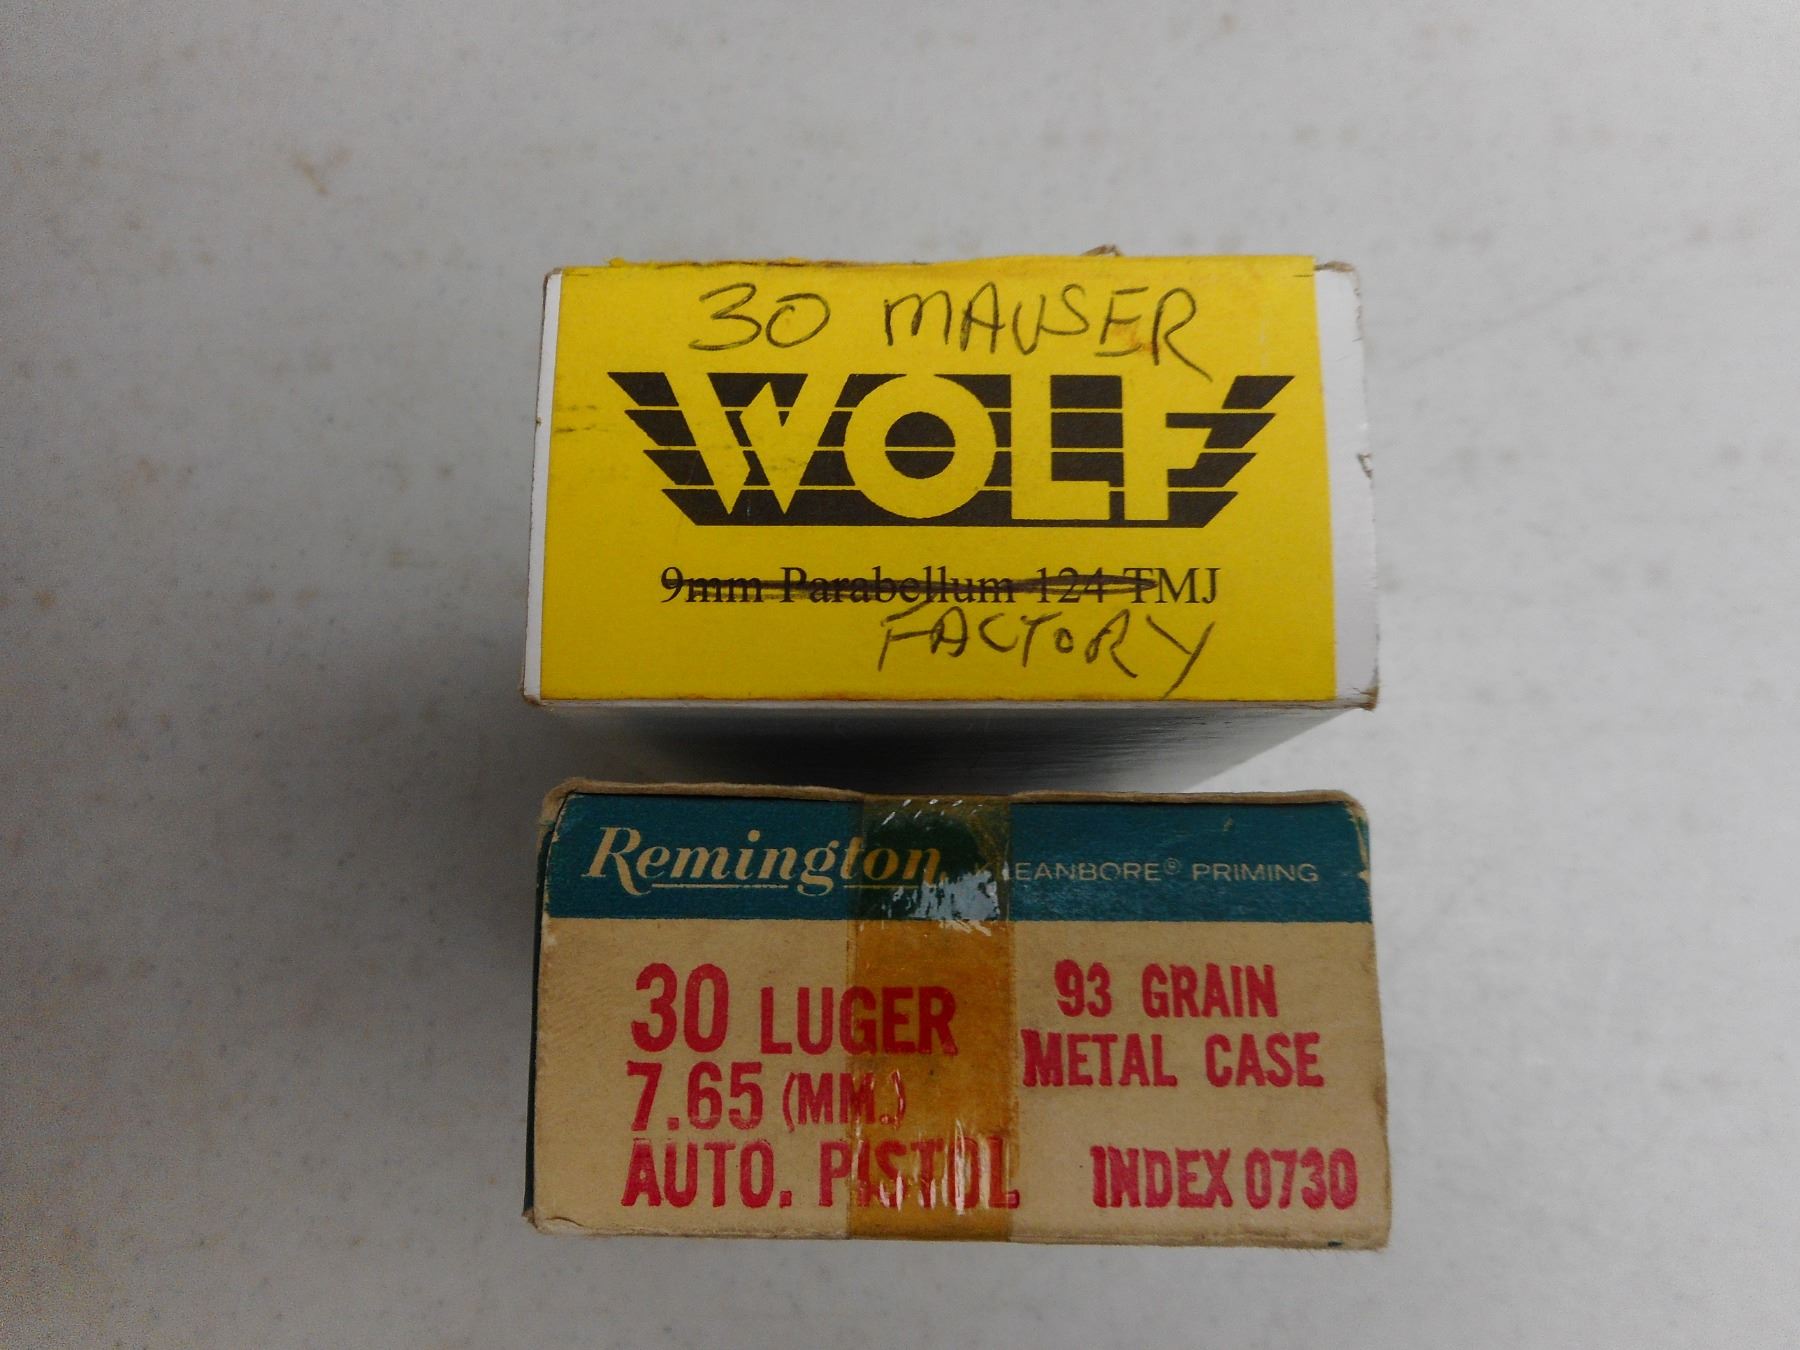 30 MAUSER
WOLF
9mm Parabellum 124 TMJ
FACTORY
Remington KLEANBORE® PRIMING
30 LUGER
93 GRAIN
7.65 (MM.)
METAL CASE
AUTO. PISTOL
INDEX 0730